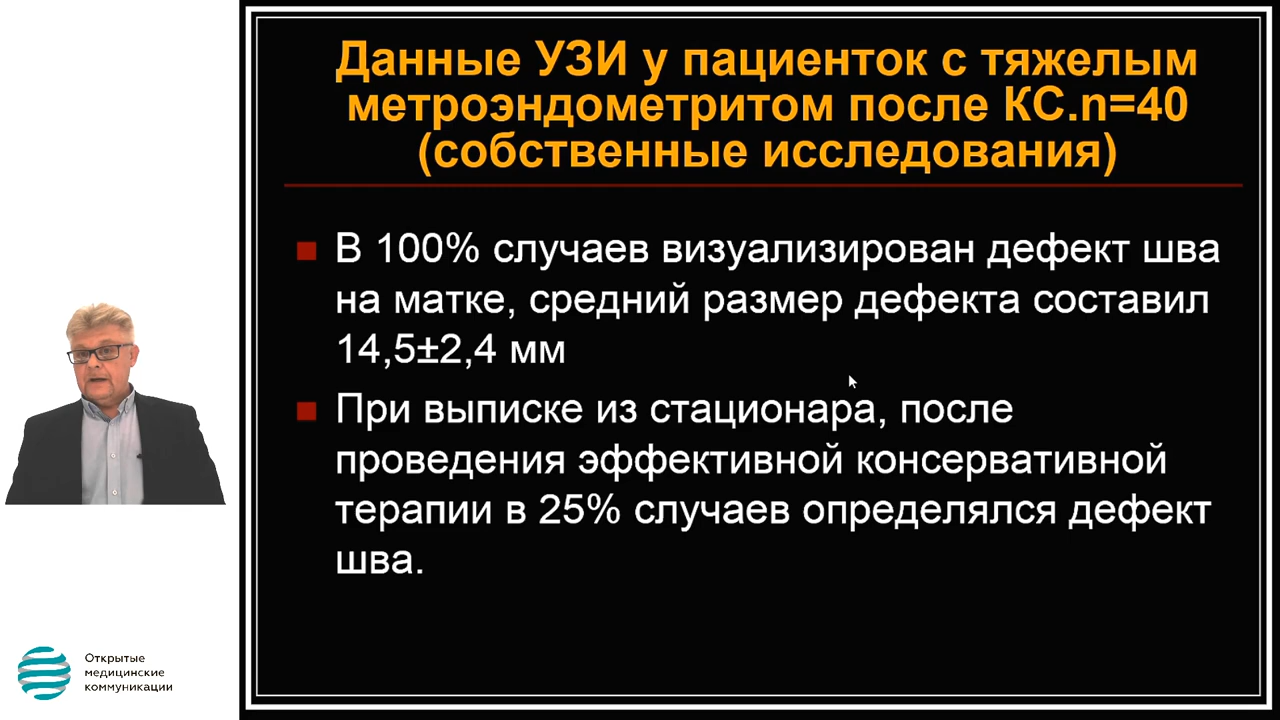 Данные УЗИ у пациенток с тяжелым
метроэндометритом после КС.n=40
(собственные исследования)
В 100% случаев визуализирован дефект шва
на матке, средний размер дефекта составил
14,5±2,4 мм
При выписке из стационара, после
проведения эффективной консервативной
терапии в 25% случаев определялся дефект
шва.
Открытые
медицинские
коммуникации